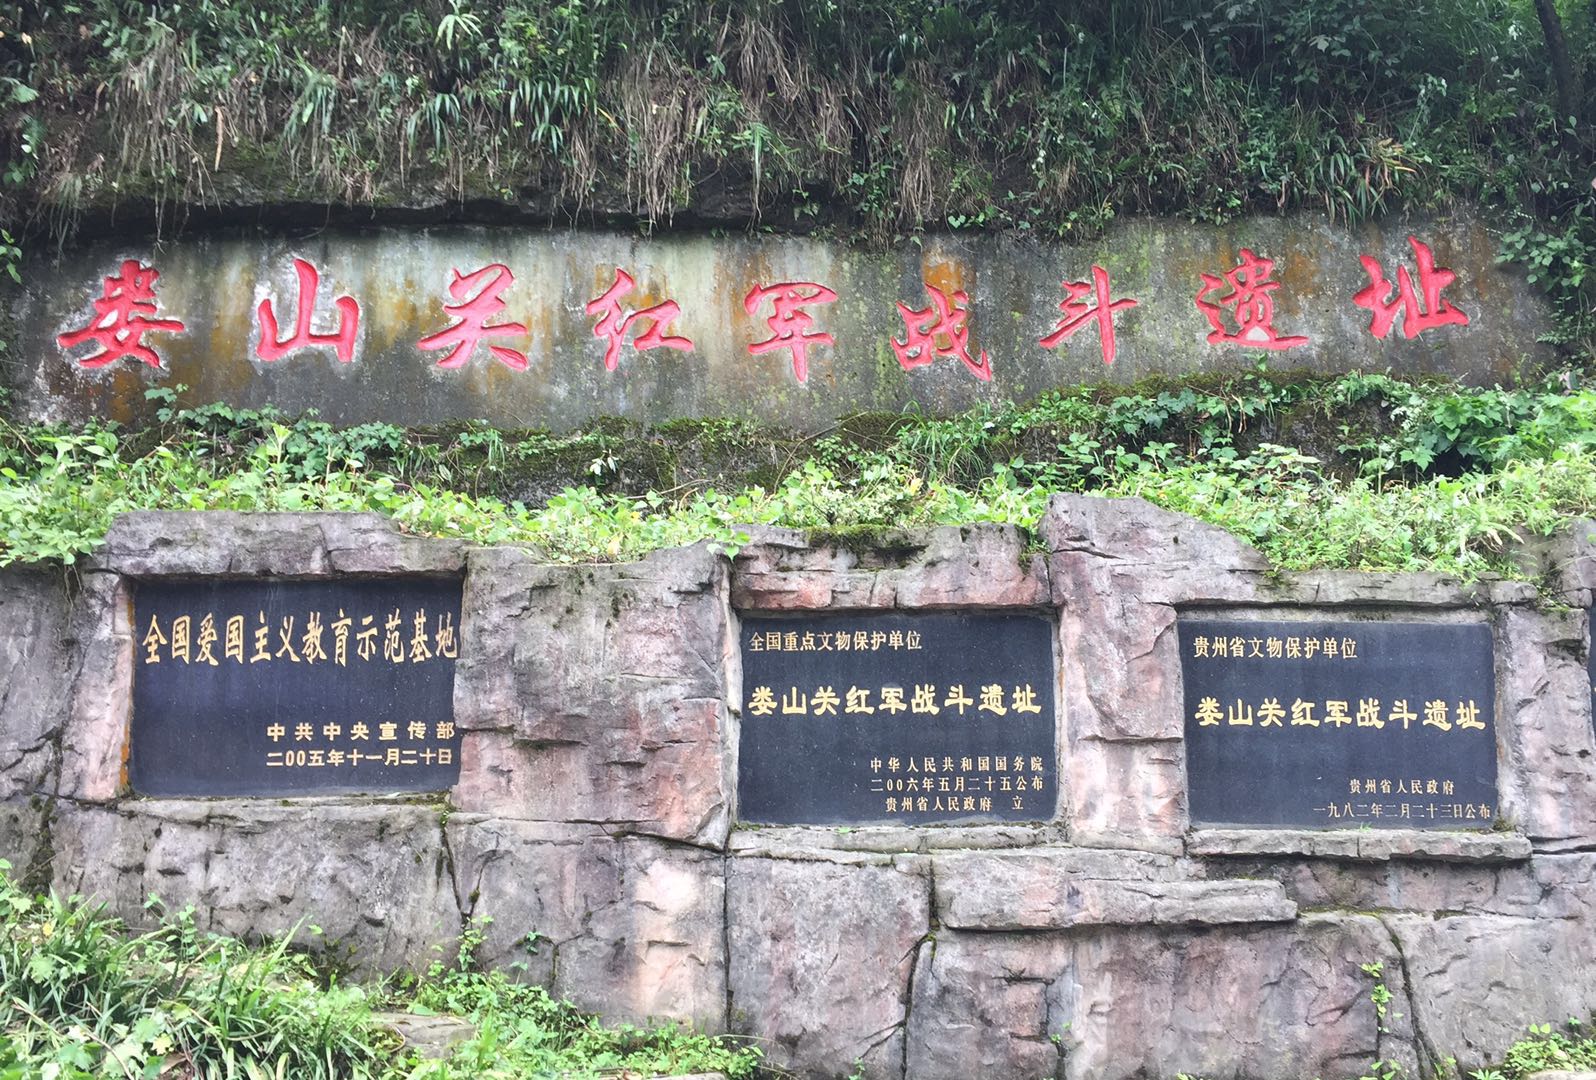 娄山关红军战斗遗址
全国爱国主义教育示范基地
中共中央宣传部
二00五年十一月二十日
全国重点文物保护单位
娄山关红军战斗遗址
中华人民共和国国务院
二00六年五月二十五公布
贵州省人民政府 立
贵州省文物保护单位
娄山关红军战斗遗址
贵州省人民政府
一九八二年二月二十三日公布